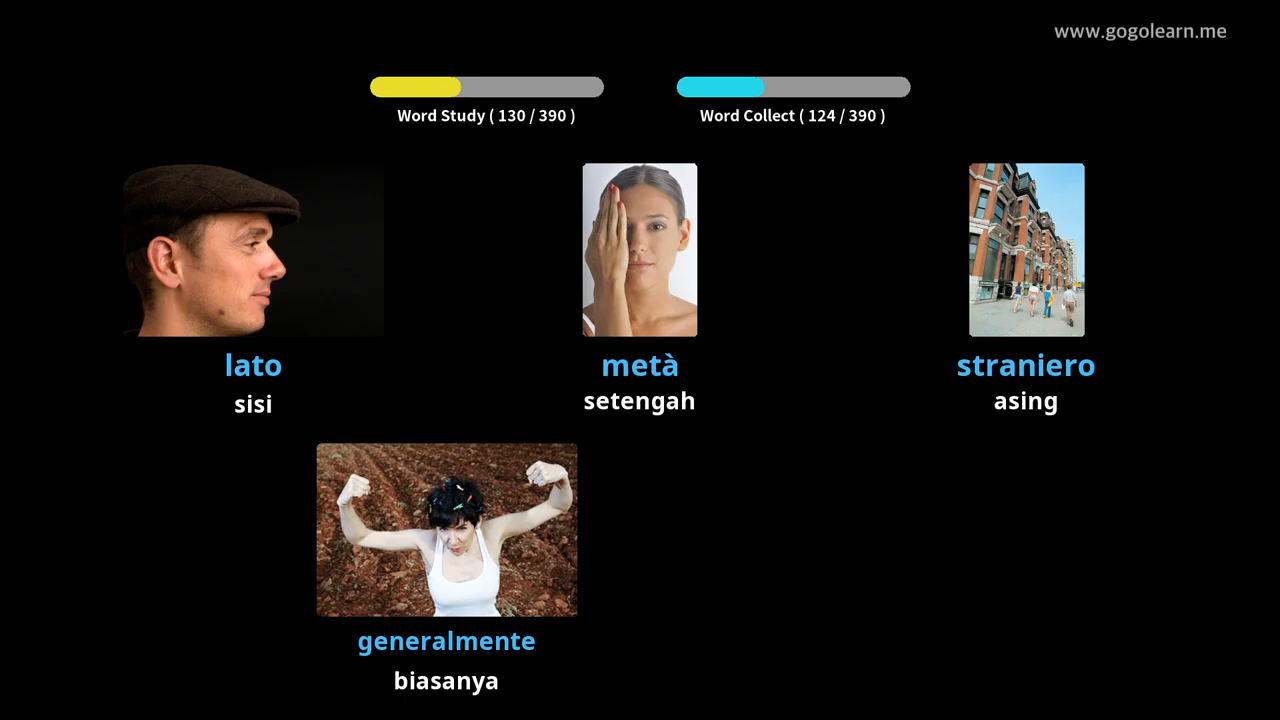 www.gogolearn.me
Word Study ( 130 / 390 )
Word Collect ( 124 / 390 )
lato
sisi
metà
setengah
straniero
asing
generalmente
biasanya